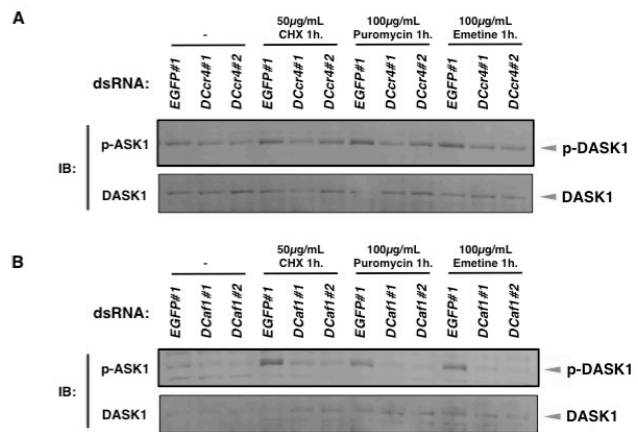 A
- 50µg/mL 100µg/mL 100µg/mL
CHX 1h. Puromycin 1h. Emetine 1h.
dsRNA: EGFP#1 DCcr4#1 DCcr4#2 EGFP#1 DCcr4#1 DCcr4#2 EGFP#1 DCcr4#1 DCcr4#2 EGFP#1 DCcr4#1 DCcr4#2
p-ASK1 p-DASK1
IB:
DASK1 DASK1
B
- 50µg/mL 100µg/mL 100µg/mL
CHX 1h. Puromycin 1h. Emetine 1h.
dsRNA: EGFP#1 DCaf1#1 DCaf1#2 EGFP#1 DCaf1#1 DCaf1#2 EGFP#1 DCaf1#1 DCaf1#2 EGFP#1 DCaf1#1 DCaf1#2
p-ASK1 p-DASK1
IB:
DASK1 DASK1